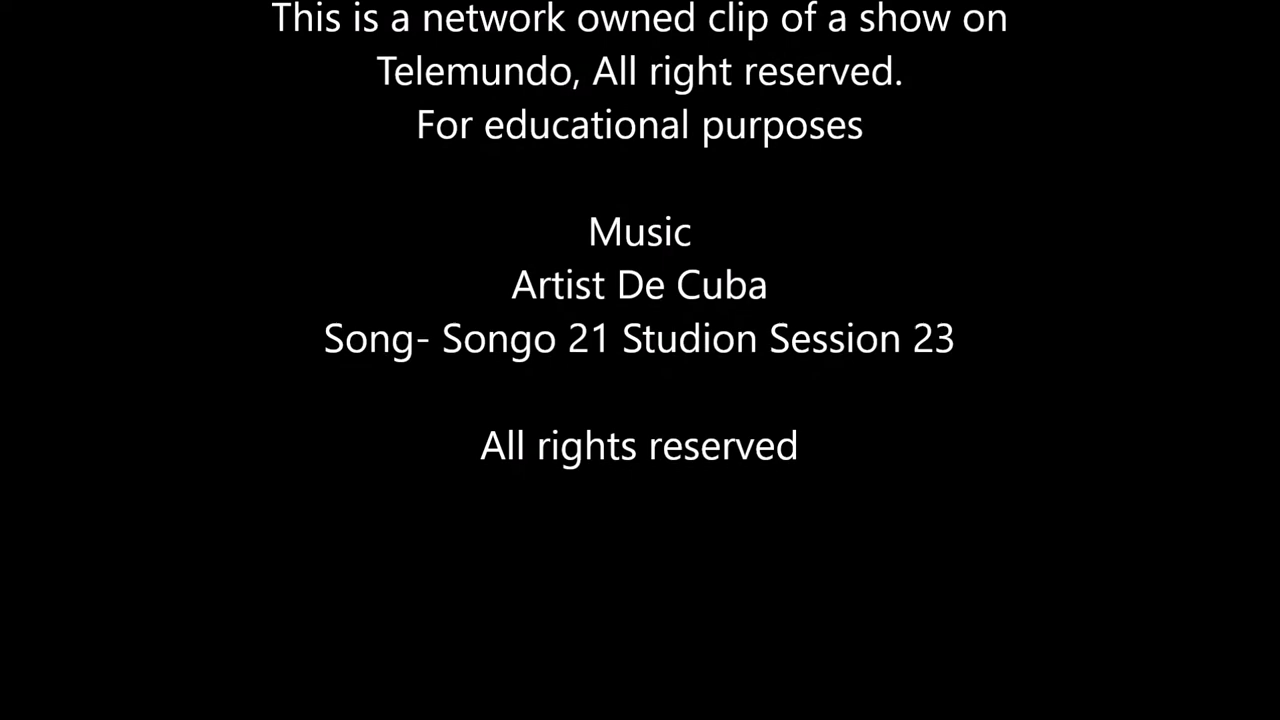 This is a network owned clip of a show on
Telemundo, All right reserved.
For educational purposes
Music
Artist De Cuba
Song- Songo 21 Studion Session 23
All rights reserved